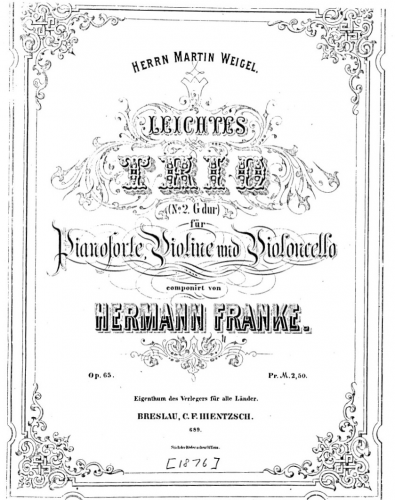 HERRN MARTIN WEIGEL.
LEICHTES
TRIO
(No 2. G dur)
für
Pianoforte, Violine und Violoncello
componirt von
HERMANN FRANKE.
Op. 65. Pr. M. 2,50.
Eigenthum des Verlegers für alle Länder.
BRESLAU, C. F. HIENTZSCH.
689.
[1876]